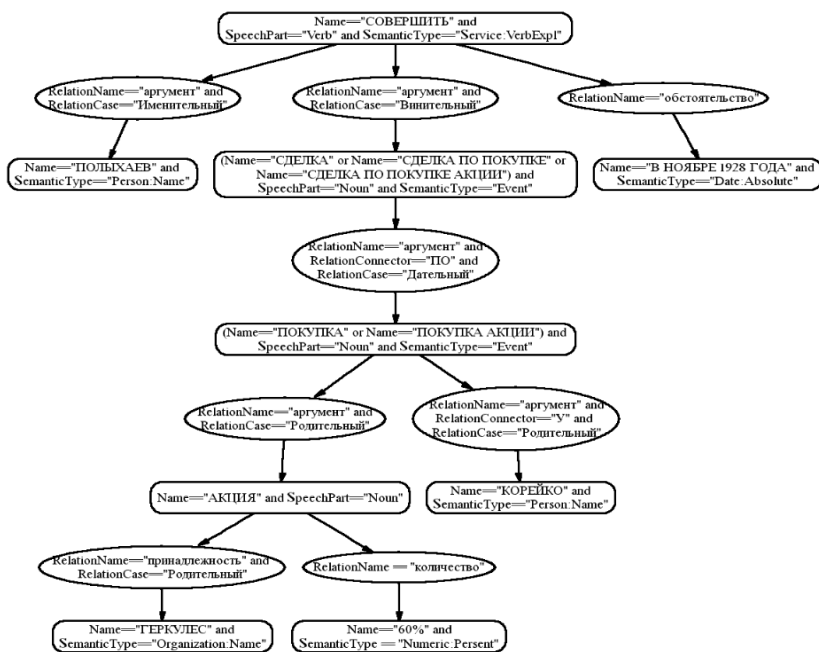 Name=="СОВЕРШИТЬ" and
SpeechPart=="Verb" and SemanticType=="Service:VerbExpl"
RelationName=="аргумент" and
RelationCase=="Именительный"
RelationName=="аргумент" and
RelationCase=="Винительный"
RelationName=="обстоятельство"
Name=="ПОЛЫХАЕВ" and
SemanticType=="Person:Name"
(Name=="СДЕЛКА" or Name=="СДЕЛКА ПО ПОКУПКЕ" or
Name=="СДЕЛКА ПО ПОКУПКЕ АКЦИИ") and
SpeechPart=="Noun" and SemanticType=="Event"
Name=="В НОЯБРЕ 1928 ГОДА" and
SemanticType=="Date:Absolute"
RelationName=="аргумент" and
RelationConnector=="ПО" and
RelationCase=="Дательный"
(Name=="ПОКУПКА" or Name=="ПОКУПКА АКЦИИ") and
SpeechPart=="Noun" and SemanticType=="Event"
RelationName=="аргумент" and
RelationCase=="Родительный"
RelationName=="аргумент" and
RelationConnector=="У" and
RelationCase=="Родительный"
Name=="АКЦИЯ" and SpeechPart=="Noun"
Name=="КОРЕЙКО" and
SemanticType=="Person:Name"
RelationName=="принадлежность" and
RelationCase=="Родительный"
RelationName == "количество"
Name=="ГЕРКУЛЕС" and
SemanticType=="Organization:Name"
Name=="60%" and
SemanticType == "Numeric:Persent"